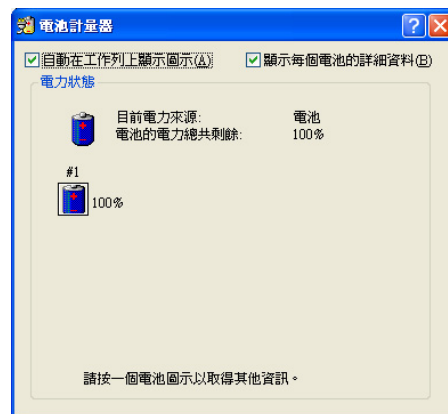 電池計量器
自動在工作列上顯示圖示(A)
顯示每個電池的詳細資料(B)
電力狀態
目前電力來源: 電池
電池的電力總共剩餘: 100%
#1
100%
請按一個電池圖示以取得其他資訊。